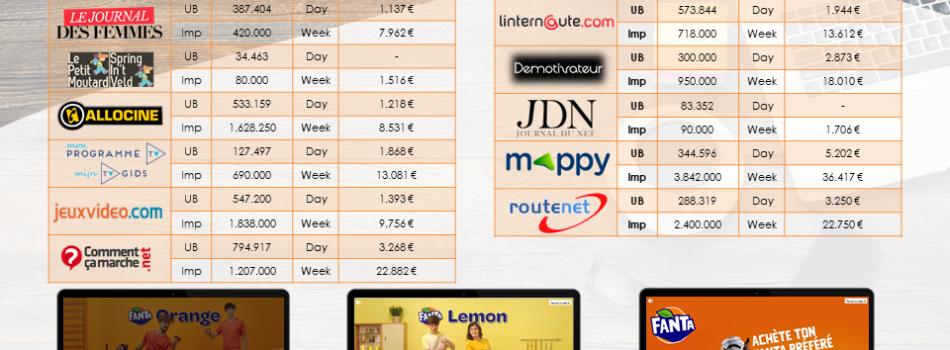 LE JOURNAL
DES FEMMES
UB 387.404 Day 1.137 €
Imp 420.000 Week 7.962 €
Le Petit Moutard Spring In't Veld
UB 34.463 Day -
Imp 80.000 Week 1.516 €
ALLOCINE
UB 533.159 Day 1.218 €
Imp 1.628.250 Week 8.531 €
mon PROGRAMME TV
mijn TV GIDS
UB 127.497 Day 1.868 €
Imp 690.000 Week 13.081 €
jeuxvideo.com
UB 547.200 Day 1.393 €
Imp 1.838.000 Week 9.756 €
Comment
ça marche .net
UB 794.917 Day 3.268 €
Imp 1.207.000 Week 22.882 €
linternaute.com
UB 573.844 Day 1.944 €
Imp 718.000 Week 13.612 €
Demotivateur
UB 300.000 Day 2.873 €
Imp 950.000 Week 18.010 €
JDN
JOURNAL DU NET
UB 83.352 Day -
Imp 90.000 Week 1.706 €
mappy
UB 344.596 Day 5.202 €
Imp 3.842.000 Week 36.417 €
routenet
UB 288.319 Day 3.250 €
Imp 2.400.000 Week 22.750 €
FANTA Orange
FANTA Lemon
FANTA
ACHÈTE TON
FANTA PRÉFÉRÉ